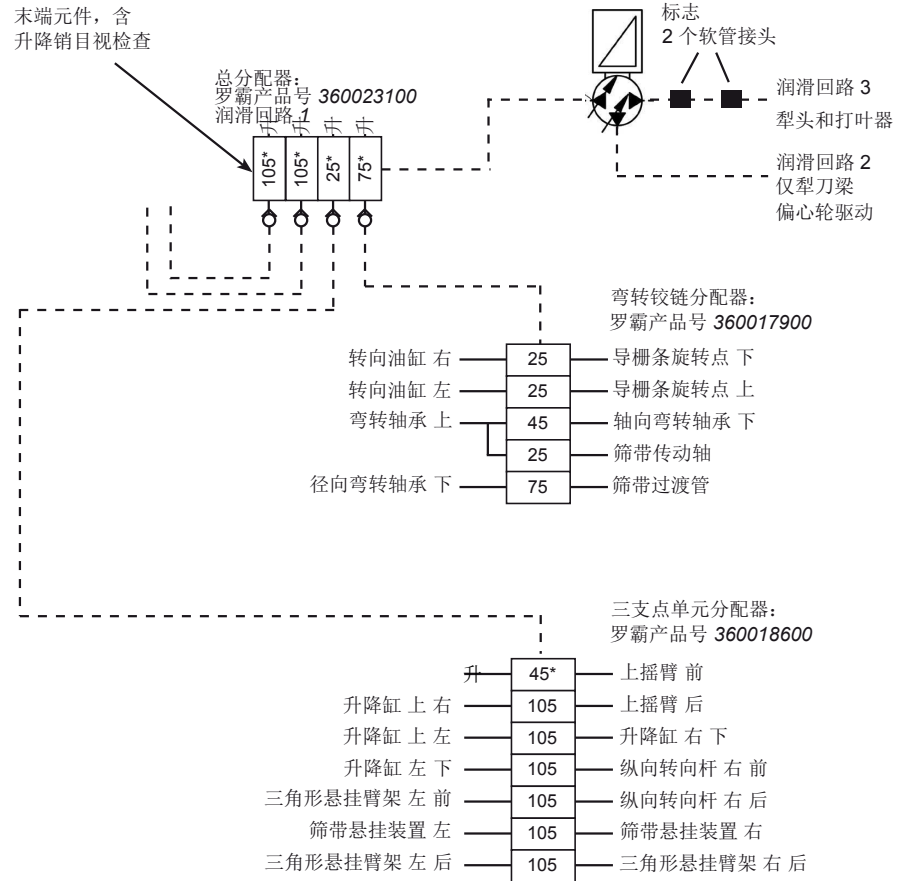 末端元件，含
升降销目视检查
标志
2 个软管接头
总分配器：
罗霸产品号 360023100
润滑回路 1
润滑回路 3
犁头和打叶器
润滑回路 2
仅犁刀梁
偏心轮驱动
升 升 升 升
105* 105* 25* 75*
弯转铰链分配器：
罗霸产品号 360017900
转向油缸 右 25 导栅条旋转点 下
转向油缸 左 25 导栅条旋转点 上
弯转轴承 上 45 轴向弯转轴承 下
25 筛带传动轴
径向弯转轴承 下 75 筛带过渡管
三支点单元分配器：
罗霸产品号 360018600
升 45* 上摇臂 前
升降缸 上 右 105 上摇臂 后
升降缸 上 左 105 升降缸 右 下
升降缸 左 下 105 纵向转向杆 右 前
三角形悬挂臂架 左 前 105 纵向转向杆 右 后
筛带悬挂装置 左 105 筛带悬挂装置 右
三角形悬挂臂架 左 后 105 三角形悬挂臂架 右 后